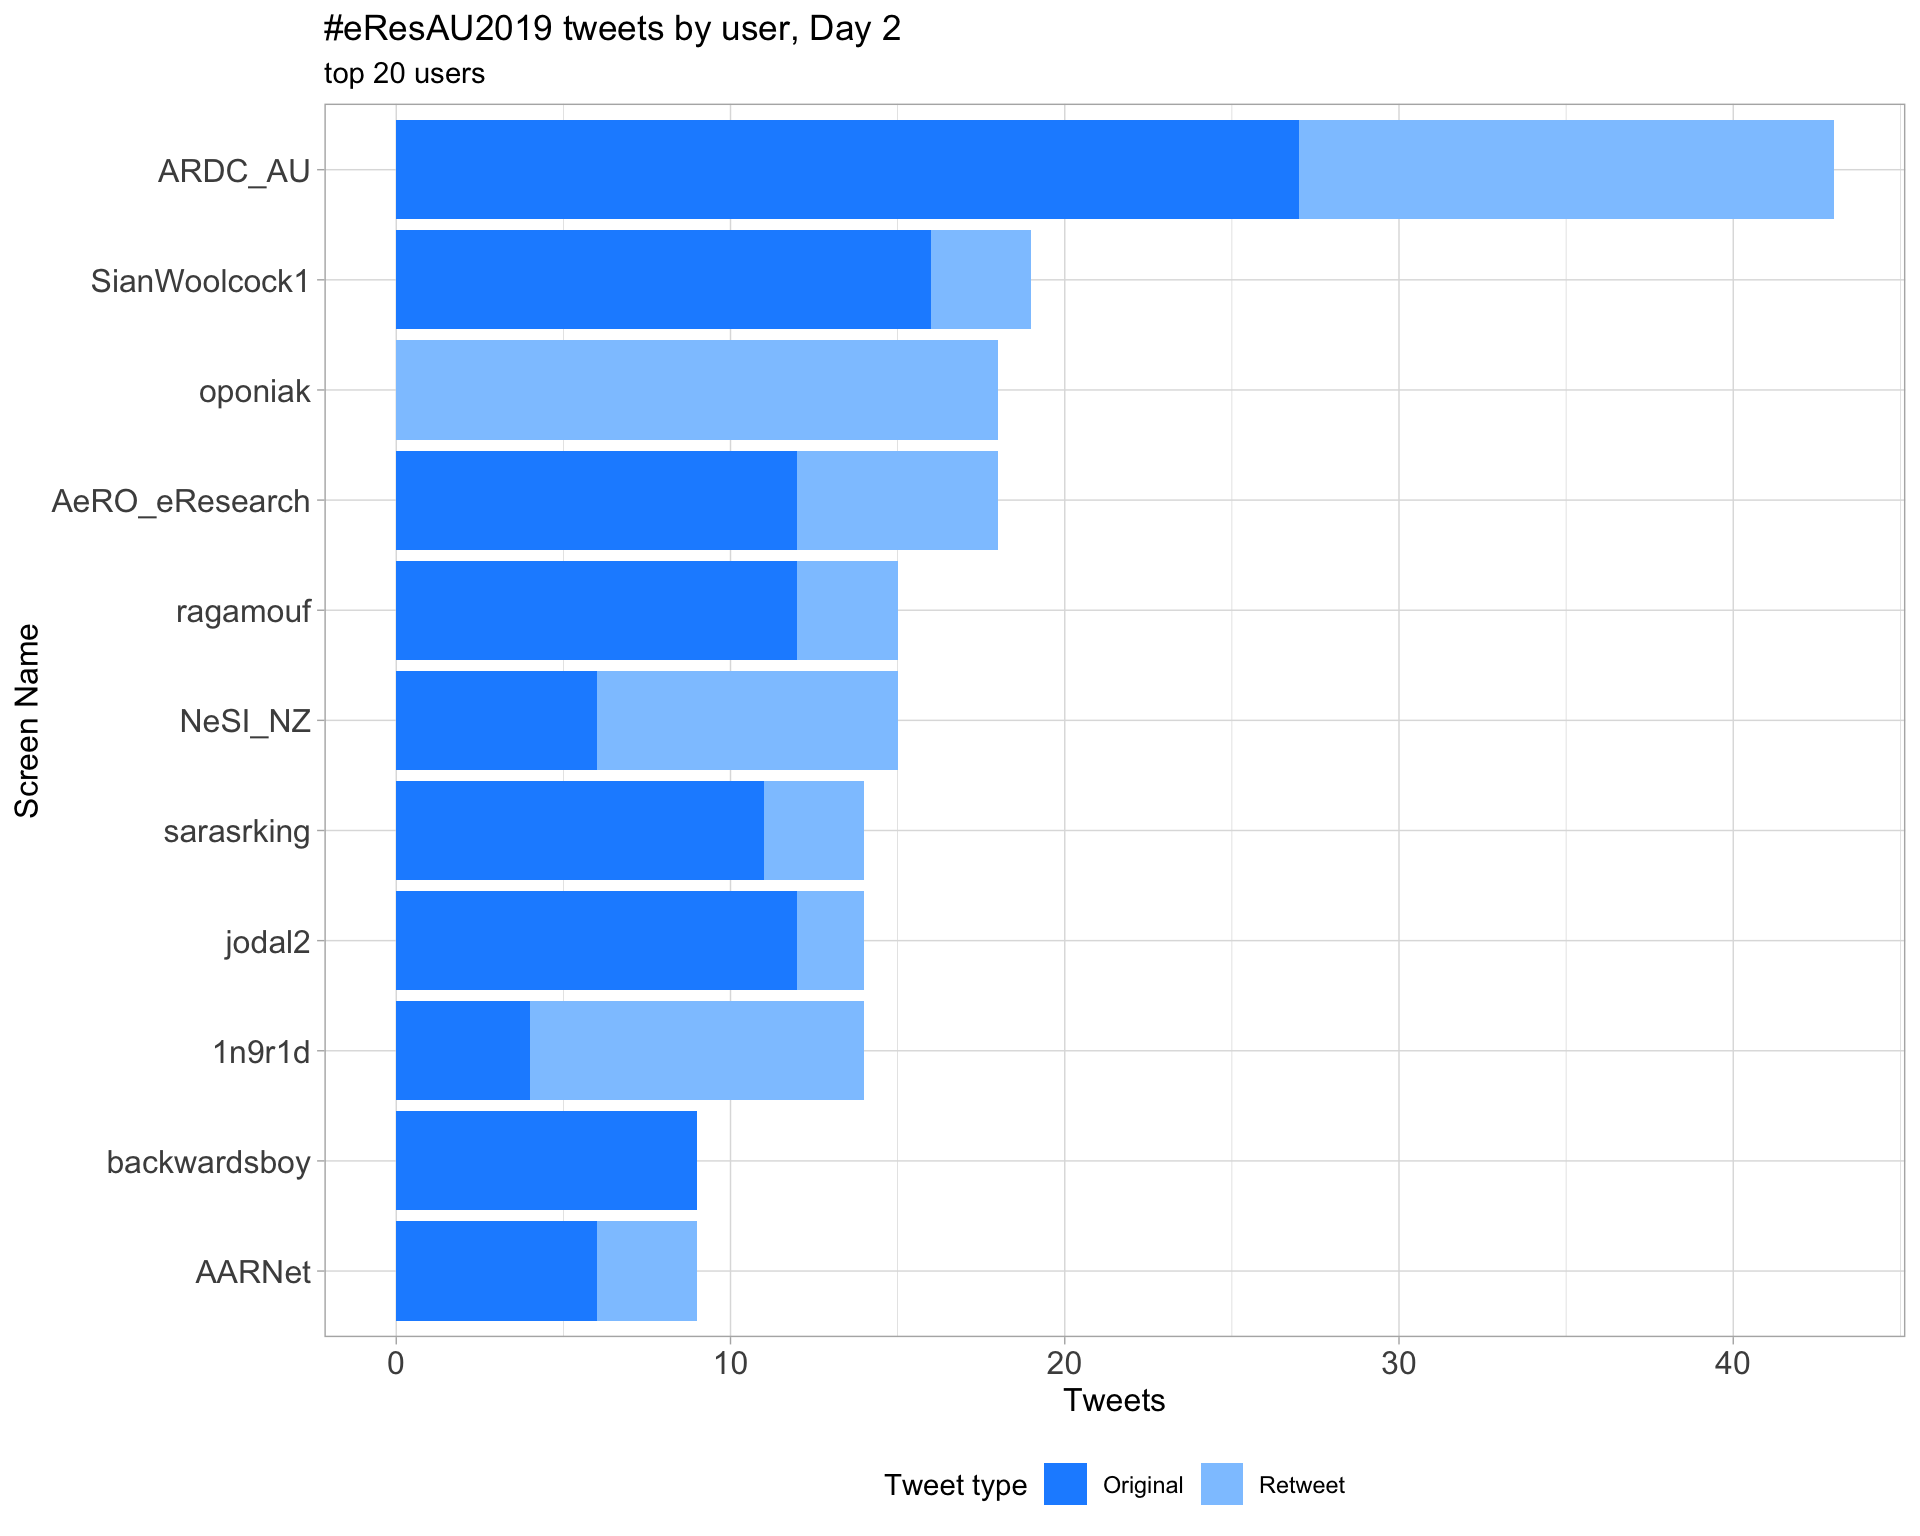 #eResAU2019 tweets by user, Day 2
top 20 users
ARDC_AU
SianWoolcock1
oponiak
AeRO_eResearch
ragamouf
NeSI_NZ
sarasrking
jodal2
1n9r1d
backwardsboy
AARNet
Screen Name
0 10 20 30 40
Tweets
Tweet type Original Retweet